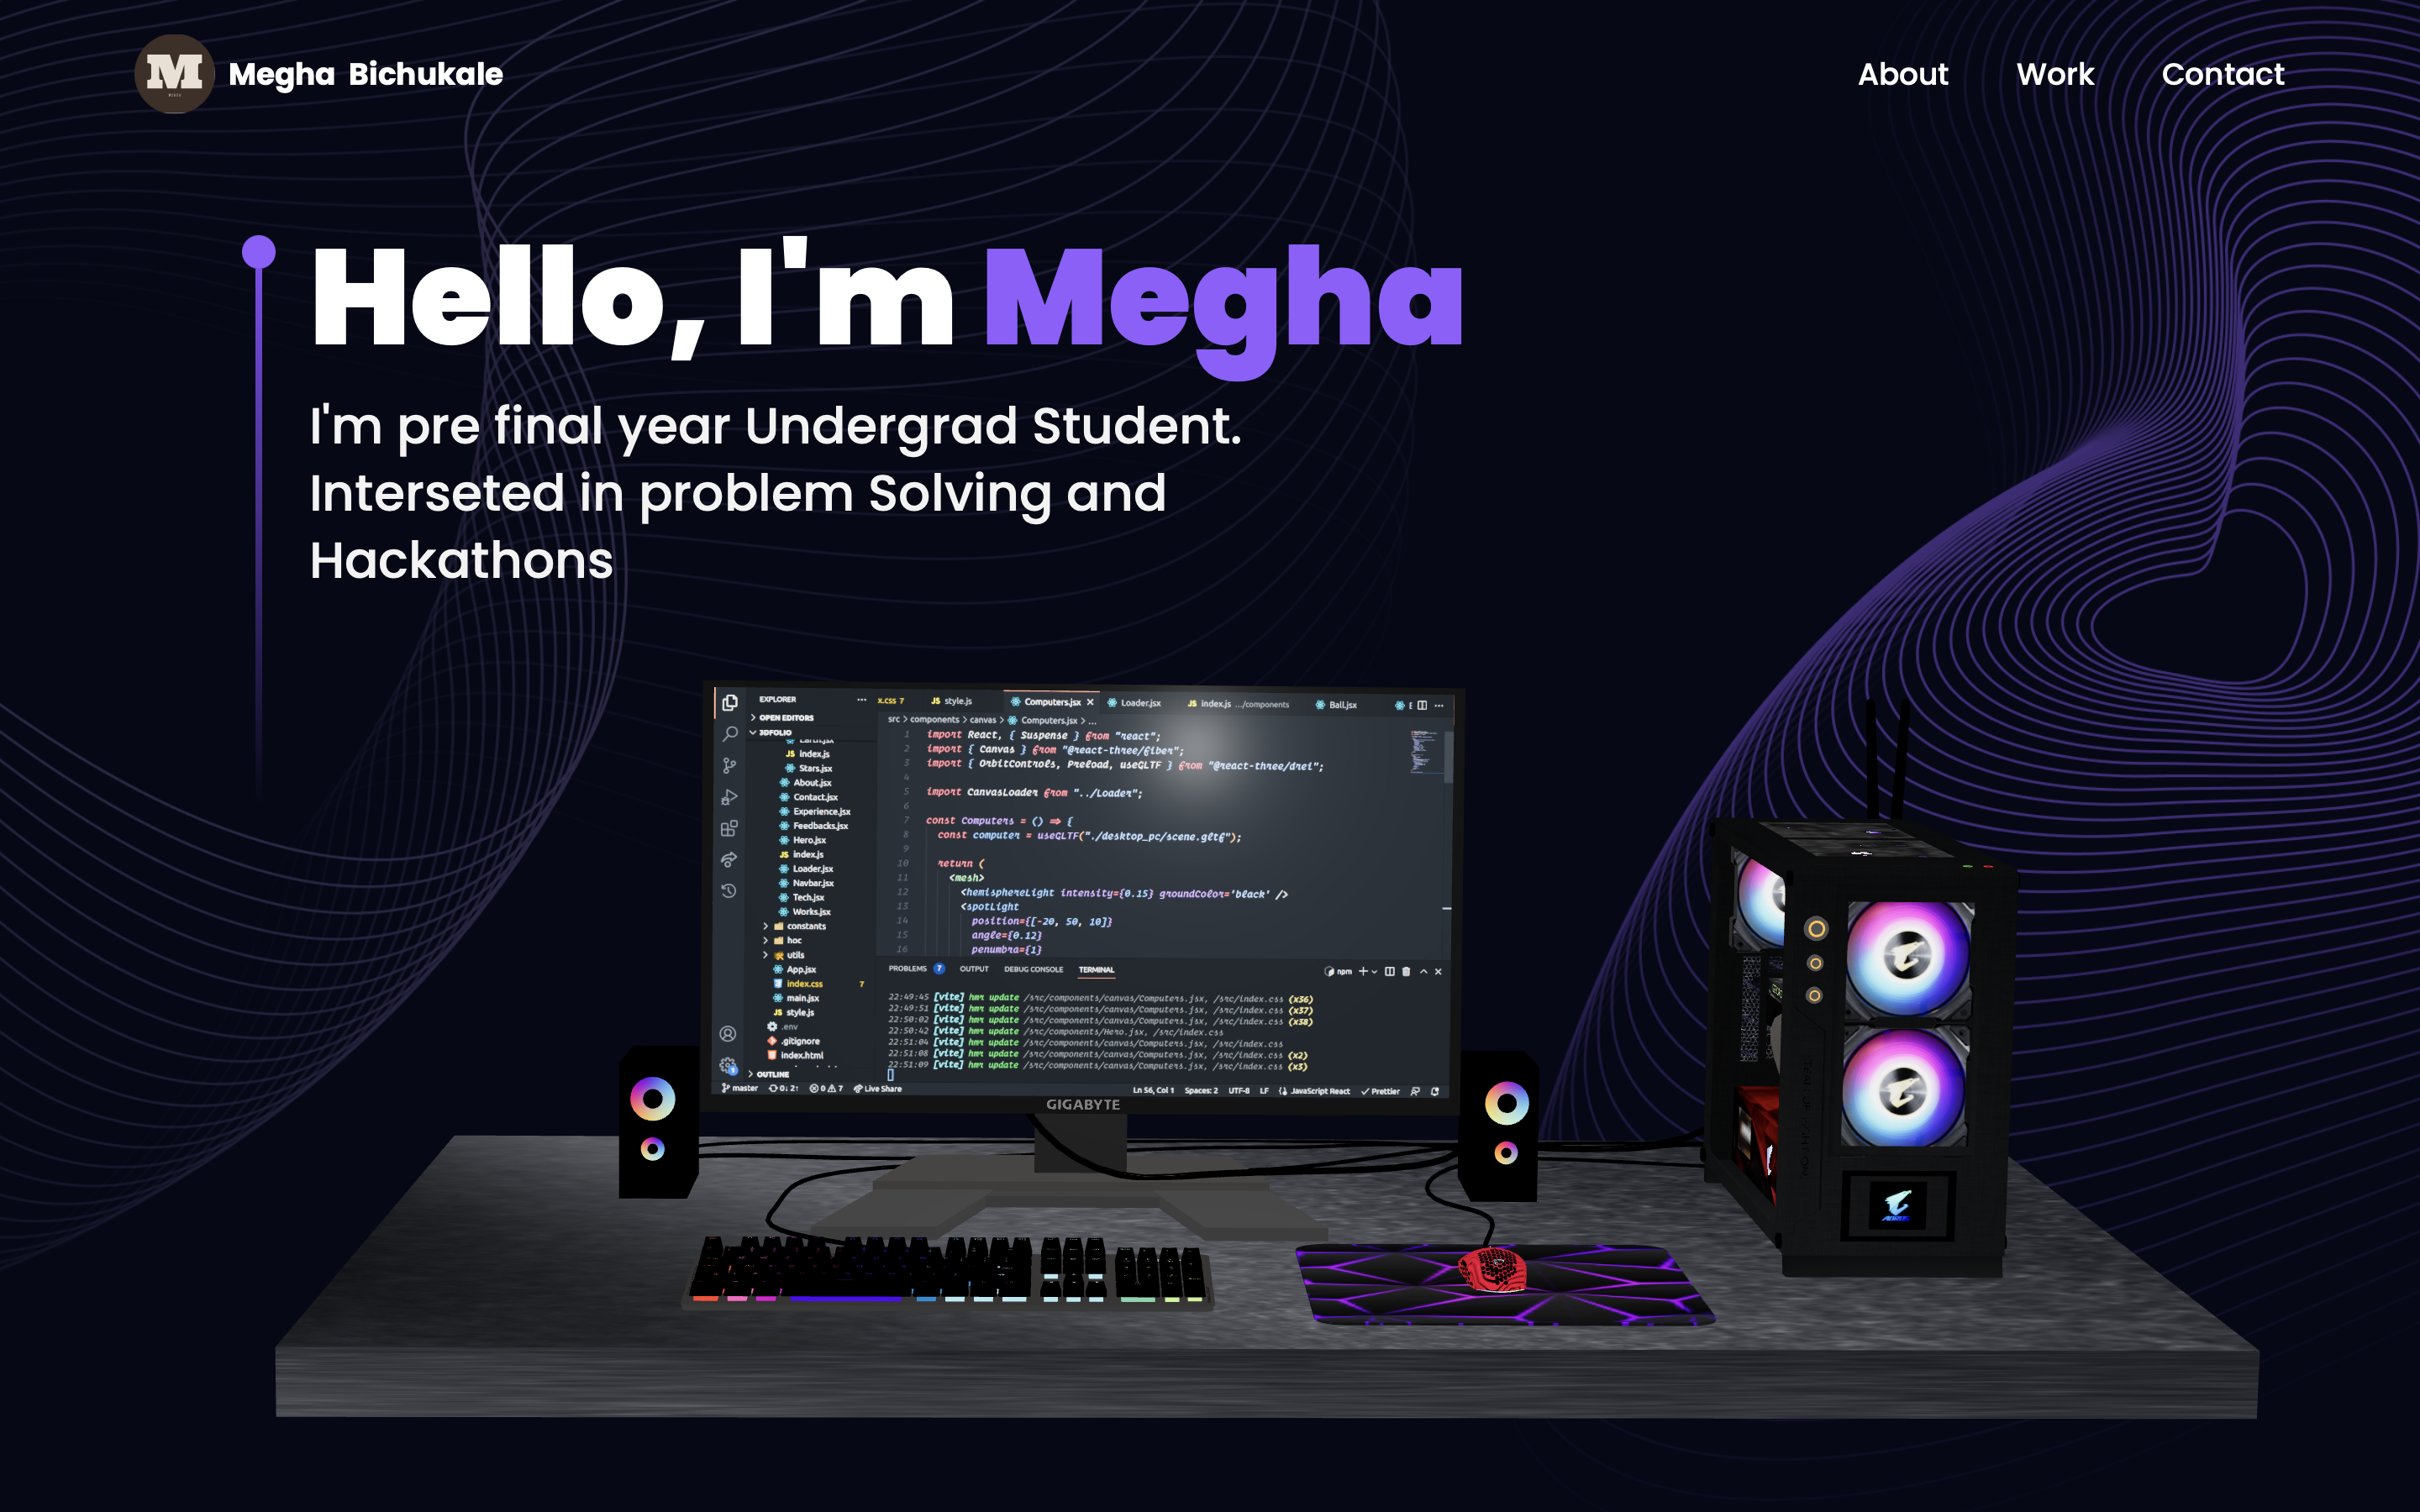 M
Megha Bichukale
About Work Contact
Hello, I'm Megha
I'm pre final year Undergrad Student.
Interseted in problem Solving and
Hackathons
EXPLORER ···
OPEN EDITORS
3DFOLIO
index.js
Stars.jsx
About.jsx
Contact.jsx
Experience.jsx
Feedbacks.jsx
Hero.jsx
index.js
Loader.jsx
Navbar.jsx
Tech.jsx
Works.jsx
constants
hoc
utils
App.jsx
index.css 7
main.jsx
style.js
.env
.gitignore
index.html
OUTLINE
x.css 7 JS style.js Computers.jsx Loader.jsx JS index.js .../components Ball.jsx
src > components > canvas > Computers.jsx > ...
1 import React, { Suspense } from "react";
2 import { Canvas } from "@react-three/fiber";
3 import { OrbitControls, Preload, useGLTF } from "@react-three/drei";
4
5 import CanvasLoader from "../Loader";
6
7 const Computers = () => {
8 const computer = useGLTF("./desktop_pc/scene.gltf");
9
10 return (
11 <mesh>
12 <hemisphereLight intensity={0.15} groundColor='black' />
13 <spotLight
14 position={[-20, 50, 10]}
15 angle={0.12}
16 penumbra={1}
PROBLEMS 7 OUTPUT DEBUG CONSOLE TERMINAL npm
22:49:45 [vite] hmr update /src/components/canvas/Computers.jsx, /src/index.css (x36)
22:49:51 [vite] hmr update /src/components/canvas/Computers.jsx, /src/index.css (x37)
22:50:02 [vite] hmr update /src/components/canvas/Computers.jsx, /src/index.css (x38)
22:50:42 [vite] hmr update /src/components/Hero.jsx, /src/index.css
22:51:04 [vite] hmr update /src/components/canvas/Computers.jsx, /src/index.css
22:51:08 [vite] hmr update /src/components/canvas/Computers.jsx, /src/index.css (x2)
22:51:09 [vite] hmr update /src/components/canvas/Computers.jsx, /src/index.css (x3)
master 0↓ 2↑ 0 7 Live Share Ln 56, Col 1 Spaces: 2 UTF-8 LF JavaScript React Prettier
GIGABYTE
AORUS